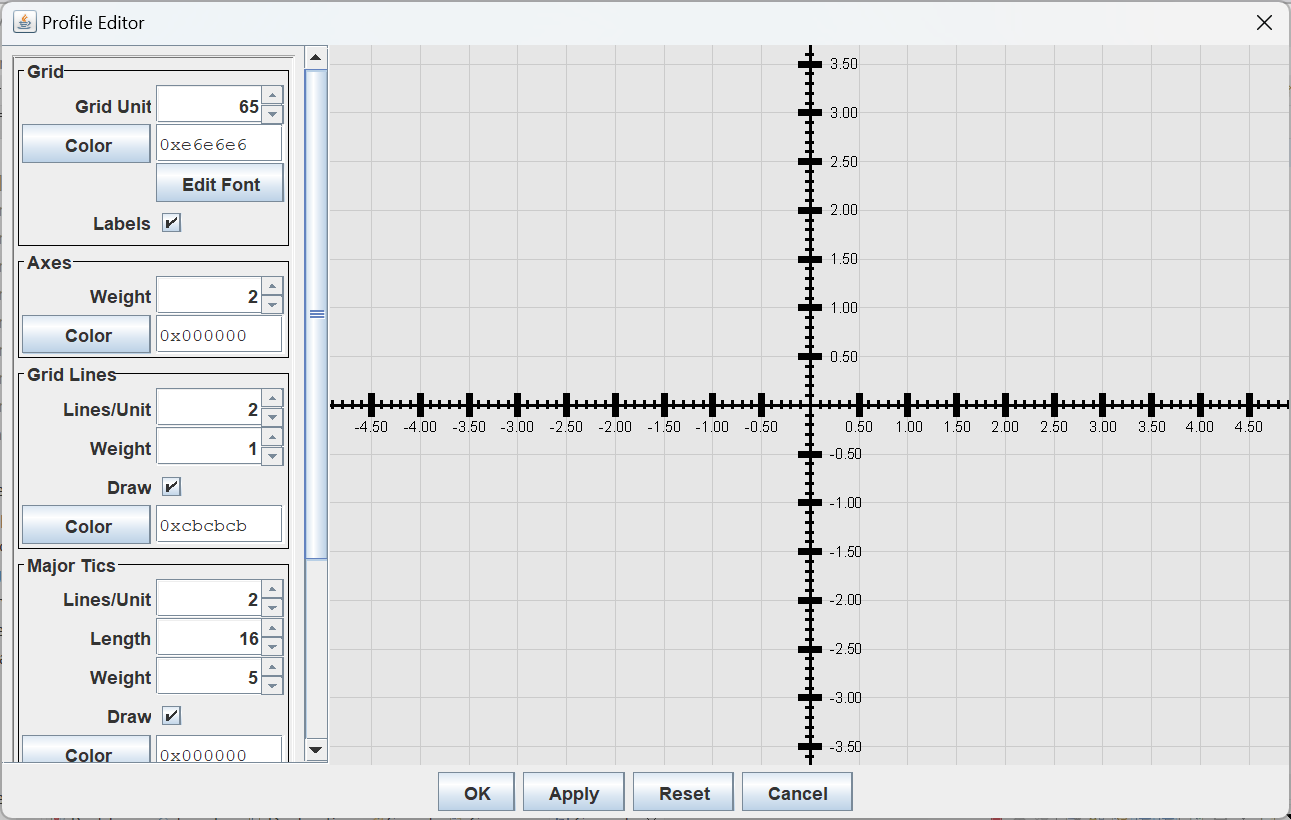 Profile Editor
Grid
Grid Unit 65
Color 0xe6e6e6
Edit Font
Labels
Axes
Weight 2
Color 0x000000
Grid Lines
Lines/Unit 2
Weight 1
Draw
Color 0xcbcbcb
Major Tics
Lines/Unit 2
Length 16
Weight 5
Draw
Color 0x000000
3.50
3.00
2.50
2.00
1.50
1.00
0.50
-4.50 -4.00 -3.50 -3.00 -2.50 -2.00 -1.50 -1.00 -0.50 0.50 1.00 1.50 2.00 2.50 3.00 3.50 4.00 4.50
-0.50
-1.00
-1.50
-2.00
-2.50
-3.00
-3.50
OK Apply Reset Cancel